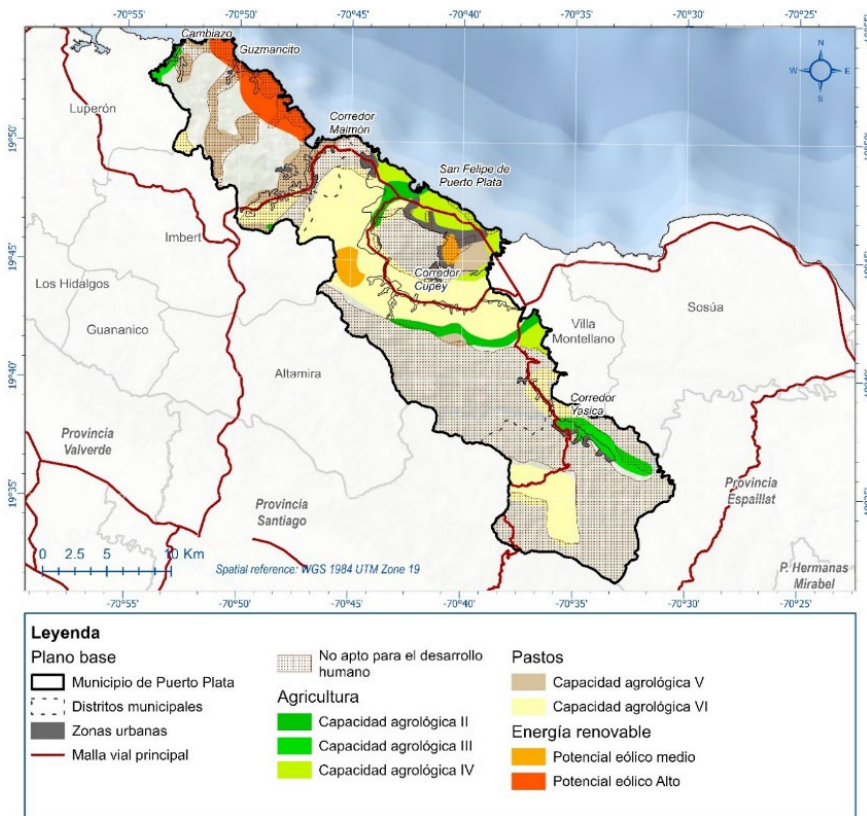 -70°55'
-70°50'
-70°45'
-70°40'
-70°35'
-70°30'
-70°25'
Cambiazo
Guzmancito
N
W
E
S
Luperón
Corredor
Maimón
19°50'
San Felipe de
Puerto Plata
Imbert
19°45'
19°45'
Los Hidalgos
Corredor
Cupey
Sosúa
Guananico
Villa
Montellano
19°40'
Altamira
Corredor
Yasica
Provincia
Valverde
Provincia
Espaillat
19°35'
Provincia
Santiago
0 2.5 5 10 Km
Spatial reference: WGS 1984 UTM Zone 19
P. Hermanas
Mirabel
-70°55'
-70°50'
-70°45'
-70°40'
-70°35'
-70°30'
-70°25'
Leyenda
Plano base
Municipio de Puerto Plata
Distritos municipales
Zonas urbanas
Malla vial principal
No apto para el desarrollo
humano
Agricultura
Capacidad agrológica II
Capacidad agrológica III
Capacidad agrológica IV
Pastos
Capacidad agrológica V
Capacidad agrológica VI
Energía renovable
Potencial eólico medio
Potencial eólico Alto